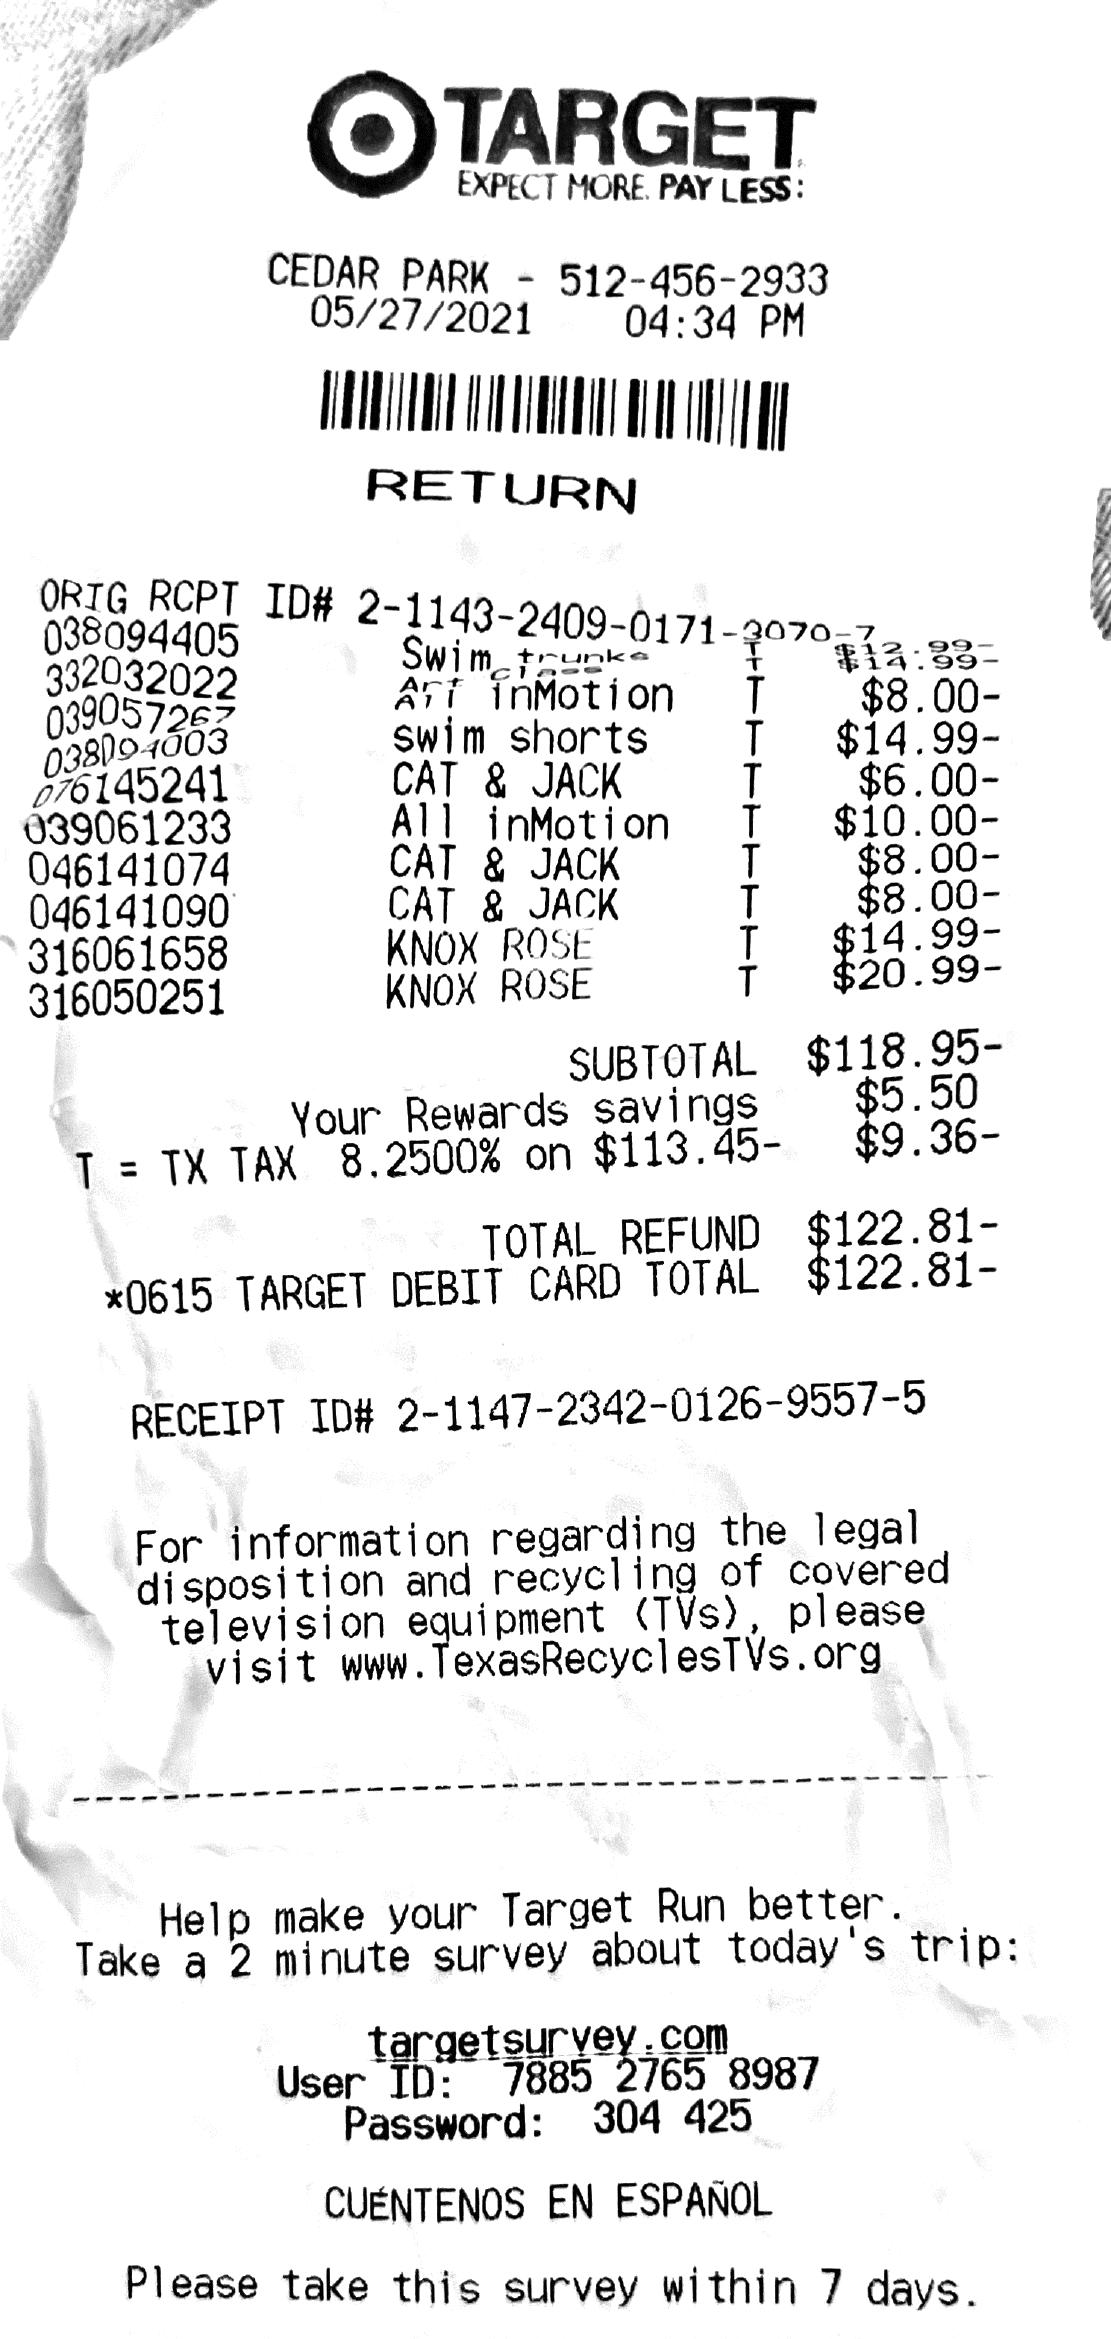 TARGET
EXPECT MORE. PAY LESS.
CEDAR PARK - 512-456-2933
05/27/2021 04:34 PM
RETURN
ORIG RCPT ID# 2-1143-2409-0171-3070-7
038094405 Swim trunks T $12.99-
332032022 class T $14.99-
039057267 inMotion T $8.00-
038094003 swim shorts T $14.99-
076145241 CAT & JACK T $6.00-
039061233 All inMotion T $10.00-
046141074 CAT & JACK T $8.00-
046141090 CAT & JACK T $8.00-
316061658 KNOX ROSE T $14.99-
316050251 KNOX ROSE T $20.99-
SUBTOTAL $118.95-
Your Rewards savings $5.50
T = TX TAX 8.2500% on $113.45- $9.36-
TOTAL REFUND $122.81-
*0615 TARGET DEBIT CARD TOTAL $122.81-
RECEIPT ID# 2-1147-2342-0126-9557-5
For information regarding the legal
disposition and recycling of covered
television equipment (TVs), please
visit www.TexasRecyclesTVs.org
Help make your Target Run better.
Take a 2 minute survey about today's trip:
targetsurvey.com
User ID: 7885 2765 8987
Password: 304 425
CUÉNTENOS EN ESPAÑOL
Please take this survey within 7 days.